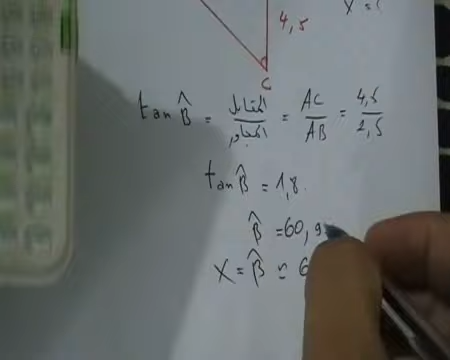 4,5
C
tan B̂ = المقابل / المجاور = AC / AB = 4,5 / 2,5
tan B̂ = 1,8
B̂ = 60,9
X = B̂ ≃ 6